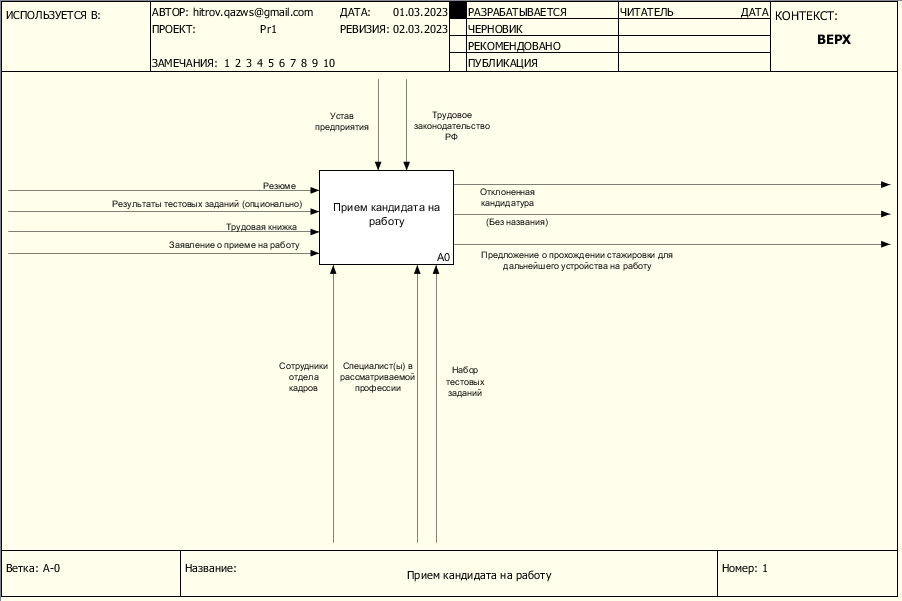 ИСПОЛЬЗУЕТСЯ В:
АВТОР: hitrov.qazws@gmail.com
ДАТА: 01.03.2023
ПРОЕКТ: Pr1
РЕВИЗИЯ: 02.03.2023
ЗАМЕЧАНИЯ: 1 2 3 4 5 6 7 8 9 10
РАЗРАБАТЫВАЕТСЯ
ЧЕРНОВИК
РЕКОМЕНДОВАНО
ПУБЛИКАЦИЯ
ЧИТАТЕЛЬ ДАТА
КОНТЕКСТ:
ВЕРХ
Устав
предприятия
Трудовое
законодательство
РФ
Резюме
Результаты тестовых заданий (опционально)
Трудовая книжка
Заявление о приеме на работу
Прием кандидата на
работу
A0
Отклоненная
кандидатура
(Без названия)
Предложение о прохождении стажировки для
дальнейшего устройства на работу
Сотрудники
отдела
кадров
Специалист(ы) в
рассматриваемой
профессии
Набор
тестовых
заданий
Ветка: A-0
Название:
Прием кандидата на работу
Номер: 1